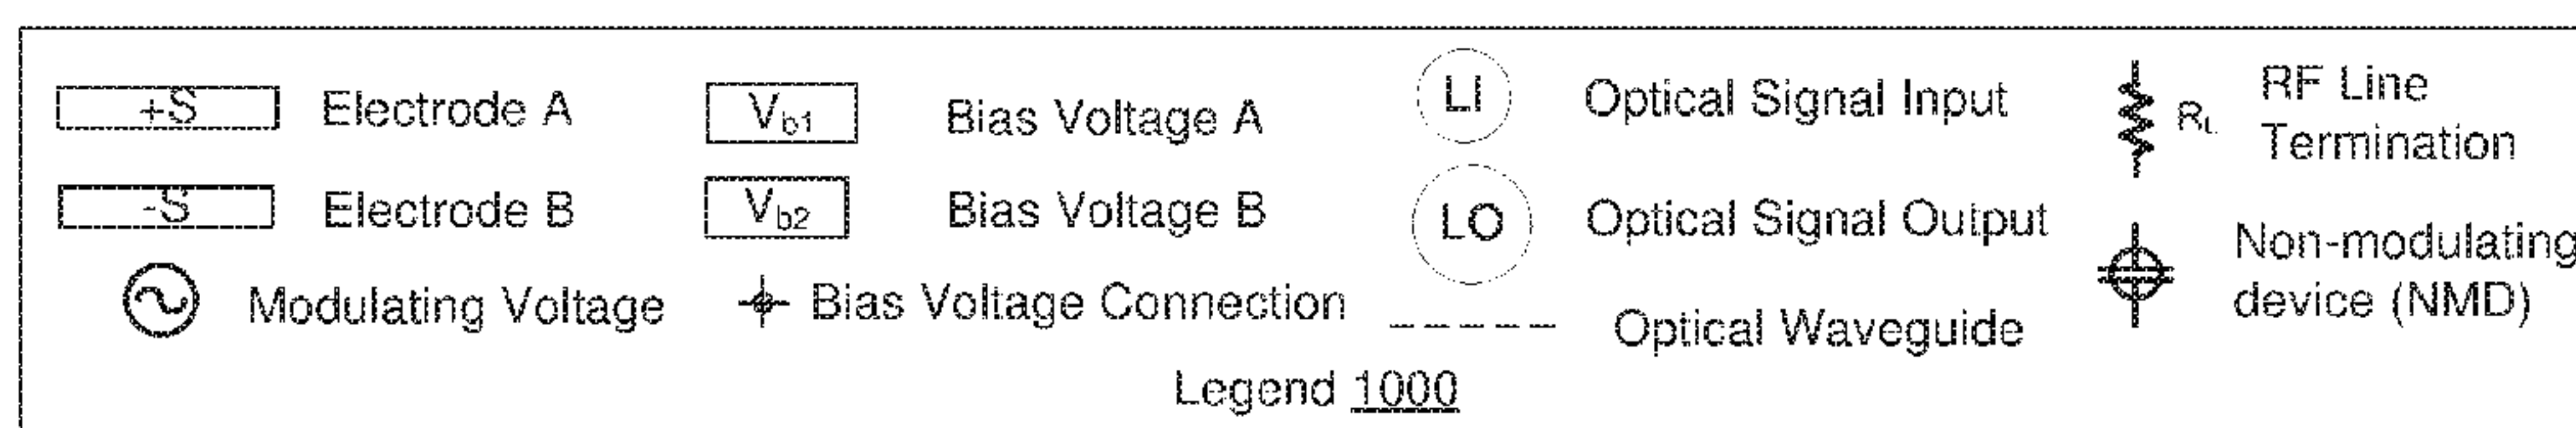 +S Electrode A
-S Electrode B
Modulating Voltage
Vb1 Bias Voltage A
Vb2 Bias Voltage B
Bias Voltage Connection
LI Optical Signal Input
LO Optical Signal Output
Optical Waveguide
RL RF Line
Termination
Non-modulating
device (NMD)
Legend 1000